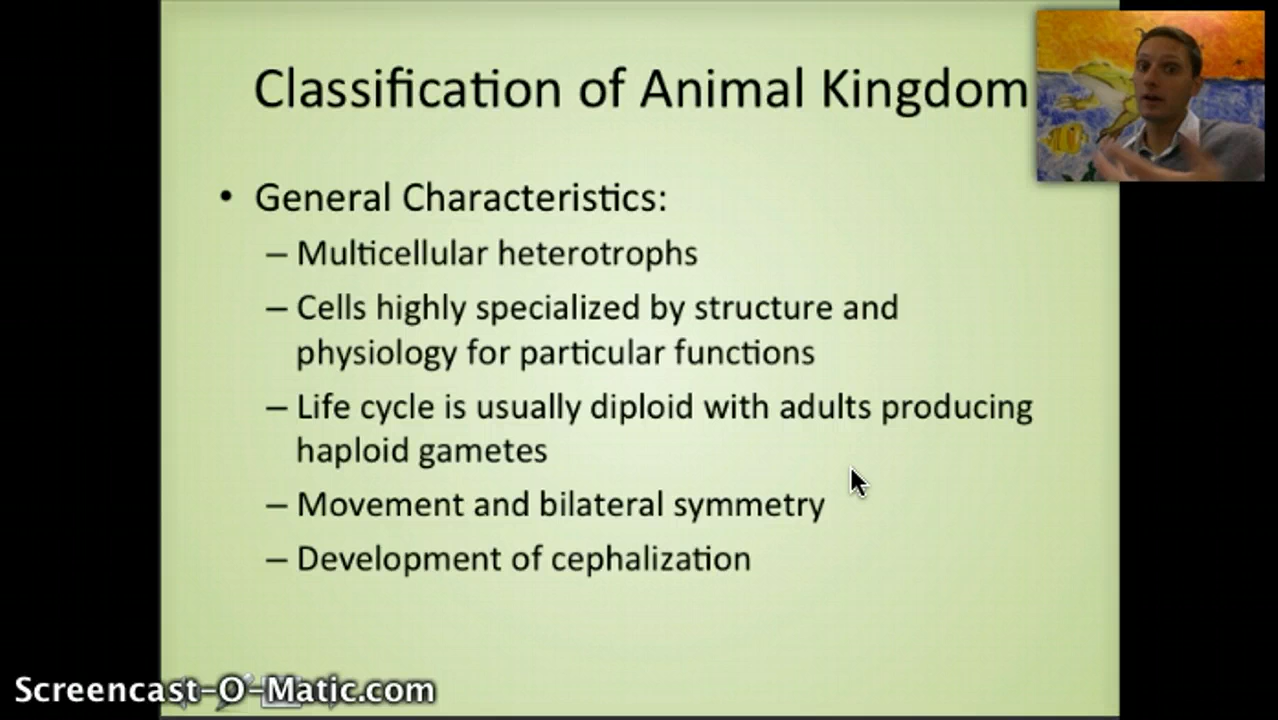 Classification of Animal Kingdom
• General Characteristics:
– Multicellular heterotrophs
– Cells highly specialized by structure and
physiology for particular functions
– Life cycle is usually diploid with adults producing
haploid gametes
– Movement and bilateral symmetry
– Development of cephalization
Screencast-O-Matic.com